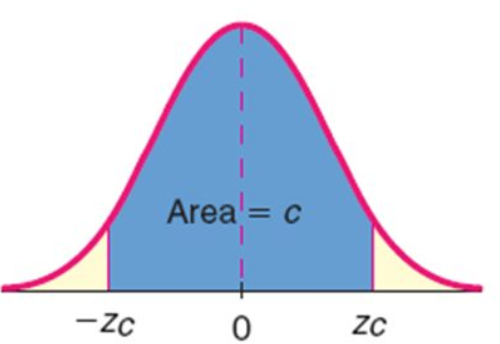 Area = c
−zc 0 zc